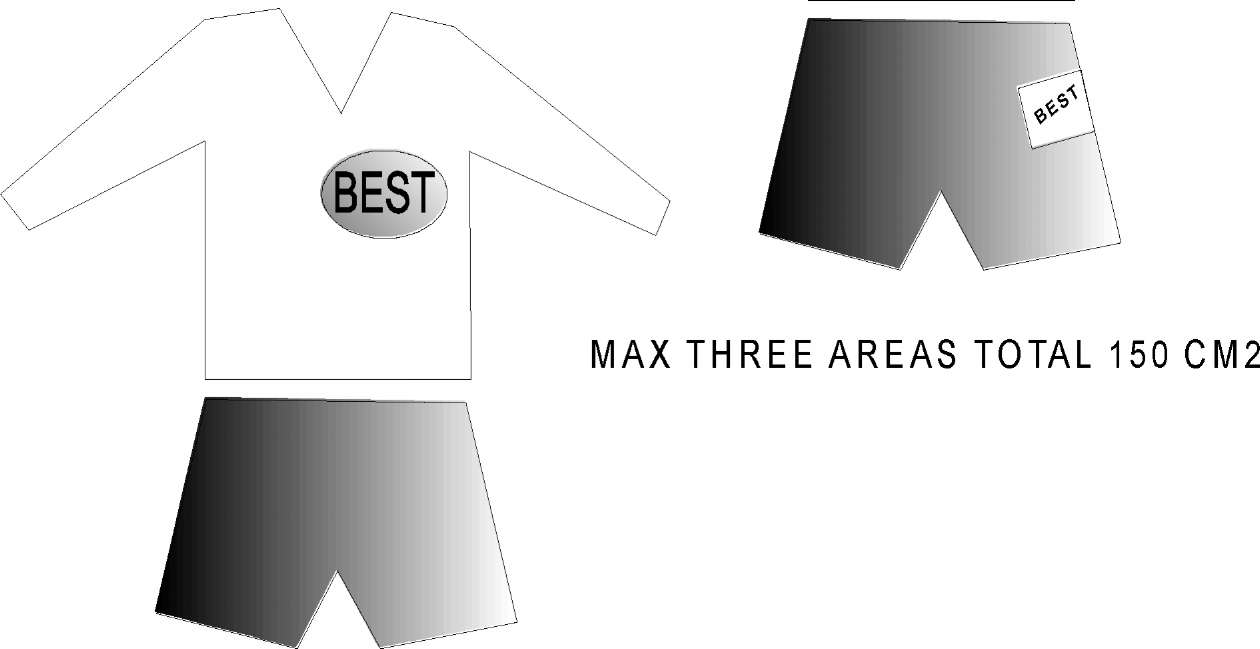 BEST
BEST
MAX THREE AREAS TOTAL 150 CM2